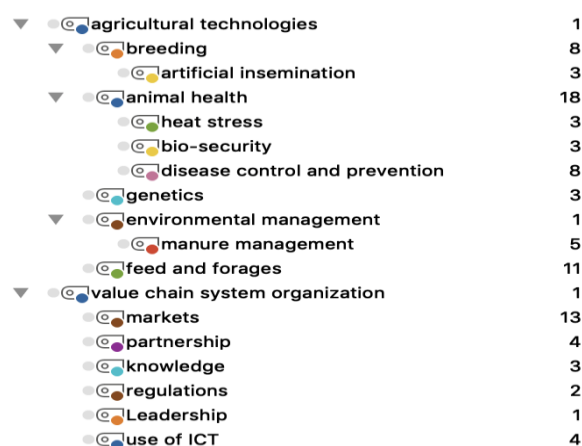 agricultural technologies 1
breeding 8
artificial insemination 3
animal health 18
heat stress 3
bio-security 3
disease control and prevention 8
genetics 3
environmental management 1
manure management 5
feed and forages 11
value chain system organization 1
markets 13
partnership 4
knowledge 3
regulations 2
Leadership 1
use of ICT 4